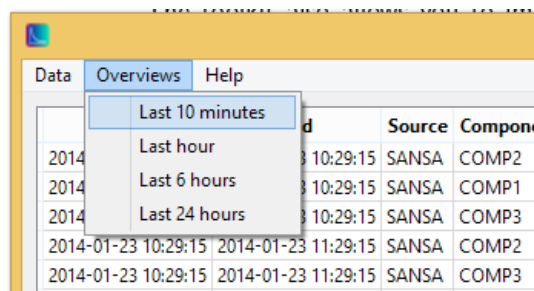 Data Overviews Help
Last 10 minutes
Last hour
Last 6 hours
Last 24 hours
d Source Compon
2014 3 10:29:15 SANSA COMP2
2014 3 10:29:15 SANSA COMP1
2014 3 10:29:15 SANSA COMP3
2014-01-23 10:29:15 2014-01-23 11:29:15 SANSA COMP2
2014-01-23 10:29:15 2014-01-23 11:29:15 SANSA COMP3